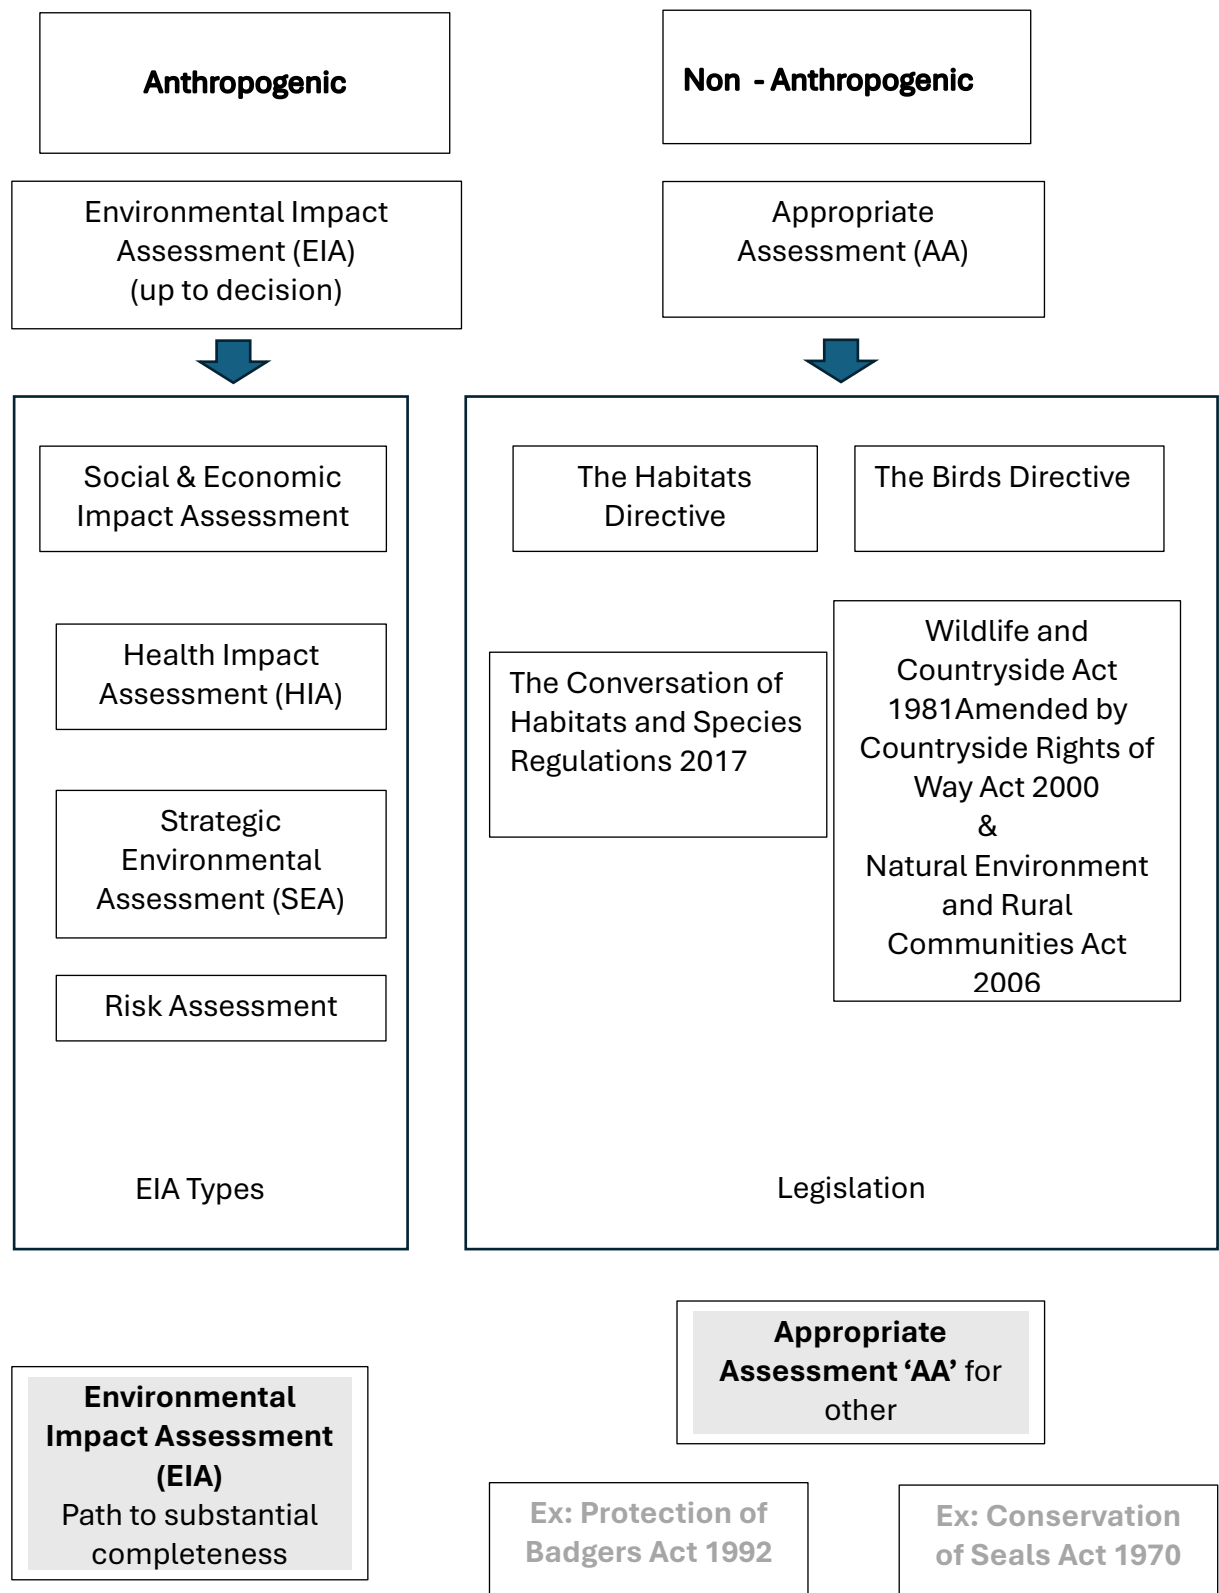 Anthropogenic
Non - Anthropogenic
Environmental Impact
Assessment (EIA)
(up to decision)
Appropriate
Assessment (AA)
Social & Economic
Impact Assessment
Health Impact
Assessment (HIA)
Strategic
Environmental
Assessment (SEA)
Risk Assessment
EIA Types
The Habitats
Directive
The Birds Directive
The Conversation of
Habitats and Species
Regulations 2017
Wildlife and
Countryside Act
1981Amended by
Countryside Rights of
Way Act 2000
&
Natural Environment
and Rural
Communities Act
2006
Legislation
Environmental
Impact Assessment
(EIA)
Path to substantial
completeness
Appropriate
Assessment ‘AA’ for
other
Ex: Protection of
Badgers Act 1992
Ex: Conservation
of Seals Act 1970